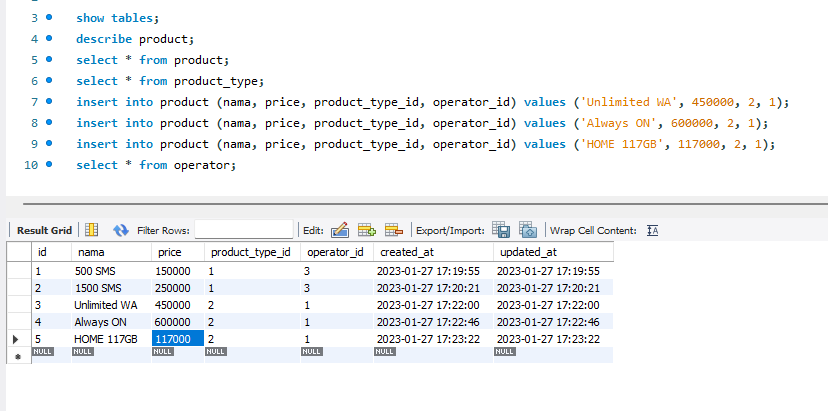 3 show tables;
4 describe product;
5 select * from product;
6 select * from product_type;
7 insert into product (nama, price, product_type_id, operator_id) values ('Unlimited WA', 450000, 2, 1);
8 insert into product (nama, price, product_type_id, operator_id) values ('Always ON', 600000, 2, 1);
9 insert into product (nama, price, product_type_id, operator_id) values ('HOME 117GB', 117000, 2, 1);
10 select * from operator;
Result Grid Filter Rows: Edit: Export/Import: Wrap Cell Content: IA
id nama price product_type_id operator_id created_at updated_at
1 500 SMS 150000 1 3 2023-01-27 17:19:55 2023-01-27 17:19:55
2 1500 SMS 250000 1 3 2023-01-27 17:20:21 2023-01-27 17:20:21
3 Unlimited WA 450000 2 1 2023-01-27 17:22:00 2023-01-27 17:22:00
4 Always ON 600000 2 1 2023-01-27 17:22:46 2023-01-27 17:22:46
5 HOME 117GB 117000 2 1 2023-01-27 17:23:22 2023-01-27 17:23:22
NULL NULL NULL NULL NULL NULL NULL